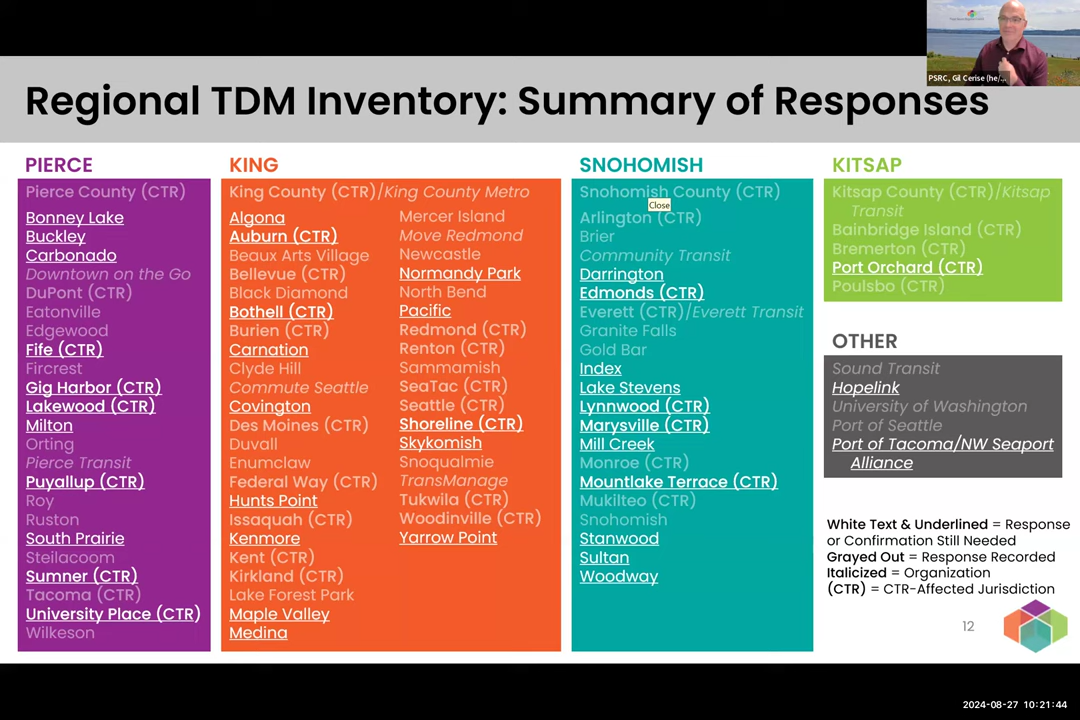 PSRC, Gil Cerise (he/...
Regional TDM Inventory: Summary of Responses
PIERCE
Pierce County (CTR)
Bonney Lake
Buckley
Carbonado
Downtown on the Go
DuPont (CTR)
Eatonville
Edgewood
Fife (CTR)
Fircrest
Gig Harbor (CTR)
Lakewood (CTR)
Milton
Orting
Pierce Transit
Puyallup (CTR)
Roy
Ruston
South Prairie
Steilacoom
Sumner (CTR)
Tacoma (CTR)
University Place (CTR)
Wilkeson
KING
King County (CTR)/King County Metro
Algona
Auburn (CTR)
Beaux Arts Village
Bellevue (CTR)
Black Diamond
Bothell (CTR)
Burien (CTR)
Carnation
Clyde Hill
Commute Seattle
Covington
Des Moines (CTR)
Duvall
Enumclaw
Federal Way (CTR)
Hunts Point
Issaquah (CTR)
Kenmore
Kent (CTR)
Kirkland (CTR)
Lake Forest Park
Maple Valley
Medina
Mercer Island
Move Redmond
Newcastle
Normandy Park
North Bend
Pacific
Redmond (CTR)
Renton (CTR)
Sammamish
SeaTac (CTR)
Seattle (CTR)
Shoreline (CTR)
Skykomish
Snoqualmie
TransManage
Tukwila (CTR)
Woodinville (CTR)
Yarrow Point
SNOHOMISH
Snohomish County (CTR)
Close
Arlington (CTR)
Brier
Community Transit
Darrington
Edmonds (CTR)
Everett (CTR)/Everett Transit
Granite Falls
Gold Bar
Index
Lake Stevens
Lynnwood (CTR)
Marysville (CTR)
Mill Creek
Monroe (CTR)
Mountlake Terrace (CTR)
Mukilteo (CTR)
Snohomish
Stanwood
Sultan
Woodway
KITSAP
Kitsap County (CTR)/Kitsap
Transit
Bainbridge Island (CTR)
Bremerton (CTR)
Port Orchard (CTR)
Poulsbo (CTR)
OTHER
Sound Transit
Hopelink
University of Washington
Port of Seattle
Port of Tacoma/NW Seaport
Alliance
White Text & Underlined = Response
or Confirmation Still Needed
Grayed Out = Response Recorded
Italicized = Organization
(CTR) = CTR-Affected Jurisdiction
12
2024-08-27 10:21:44